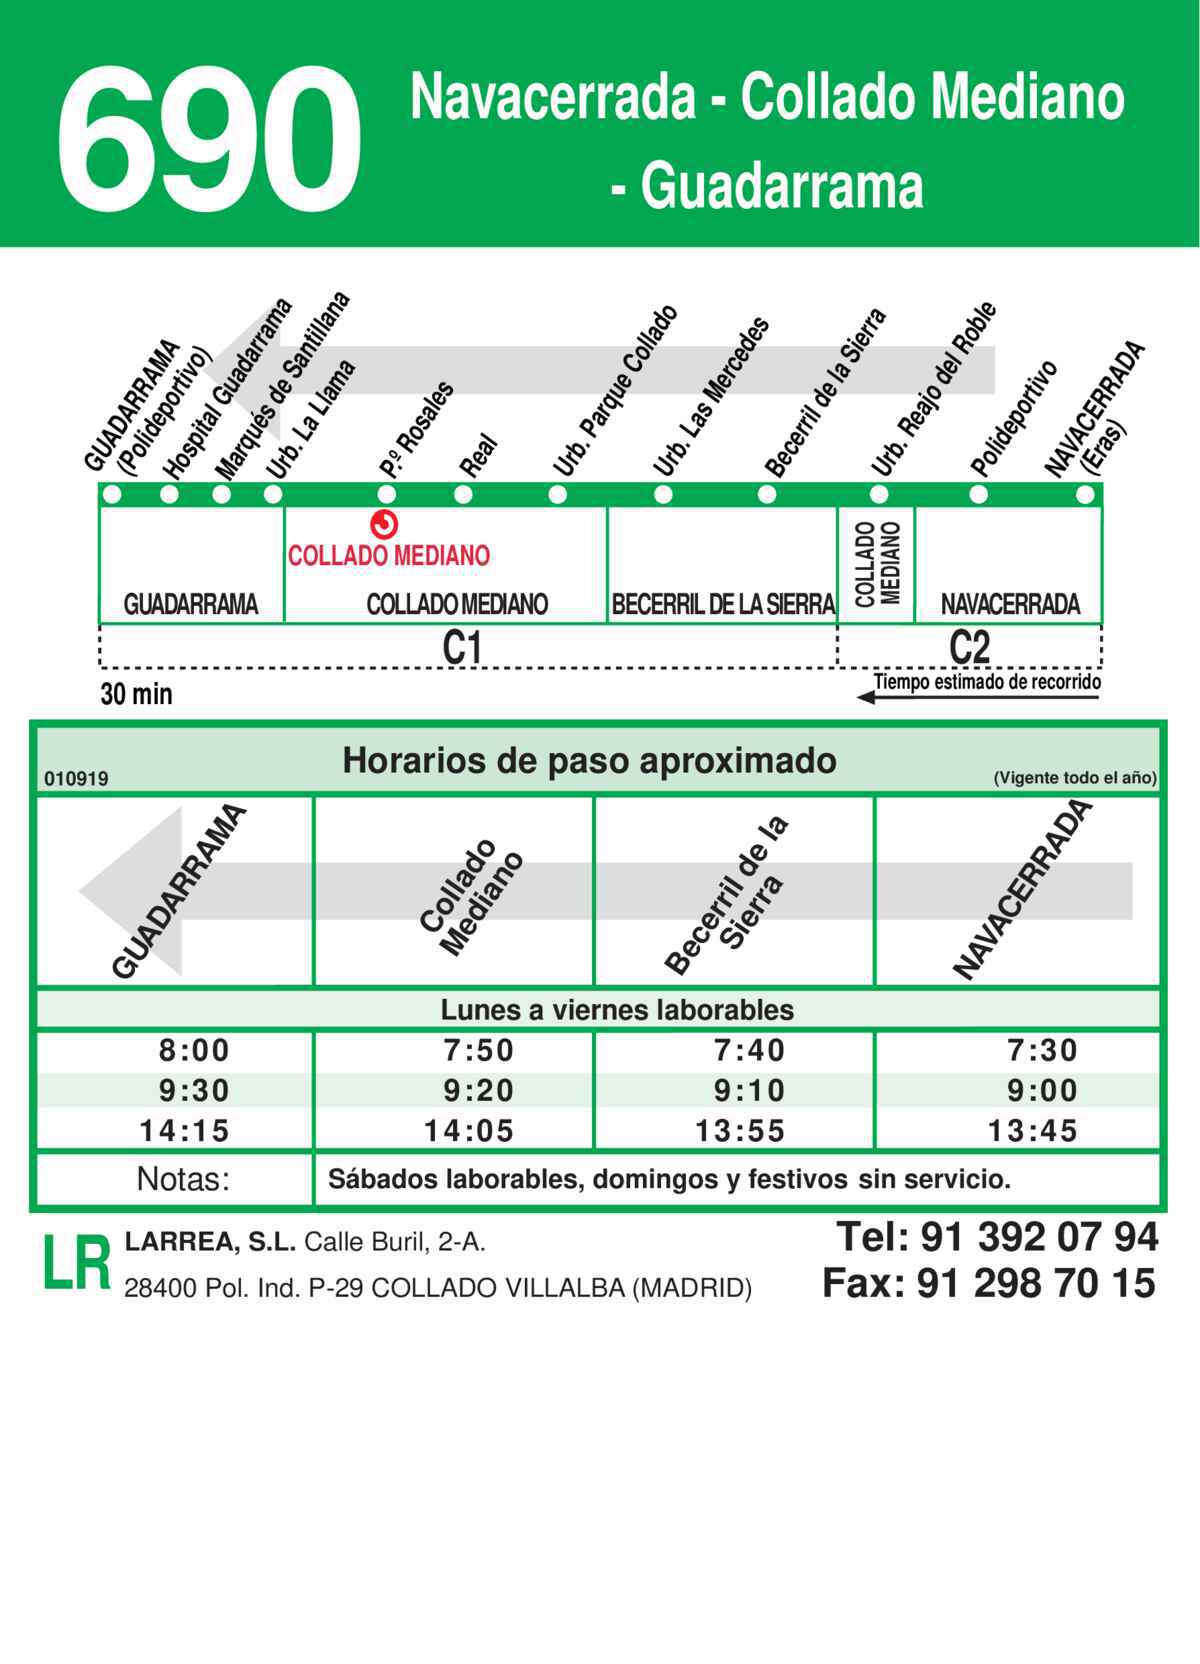 690
Navacerrada - Collado Mediano
- Guadarrama
GUADARRAMA
(Polideportivo)
Hospital Guadarrama
Marqués de Santillana
Urb. La Llama
P.º Rosales
Real
Urb. Parque Collado
Urb. Las Mercedes
Becerril de la Sierra
Urb. Reajo del Roble
Polideportivo
NAVACERRADA
(Eras)
COLLADO MEDIANO
GUADARRAMA
COLLADO MEDIANO
BECERRIL DE LA SIERRA
COLLADO
MEDIANO
NAVACERRADA
C1
C2
30 min
Tiempo estimado de recorrido
010919
Horarios de paso aproximado
(Vigente todo el año)
GUADARRAMA
Collado
Mediano
Becerril de la
Sierra
NAVACERRADA
Lunes a viernes laborables
8:00 7:50 7:40 7:30
9:30 9:20 9:10 9:00
14:15 14:05 13:55 13:45
Notas: Sábados laborables, domingos y festivos sin servicio.
LR
LARREA, S.L. Calle Buril, 2-A.
28400 Pol. Ind. P-29 COLLADO VILLALBA (MADRID)
Tel: 91 392 07 94
Fax: 91 298 70 15